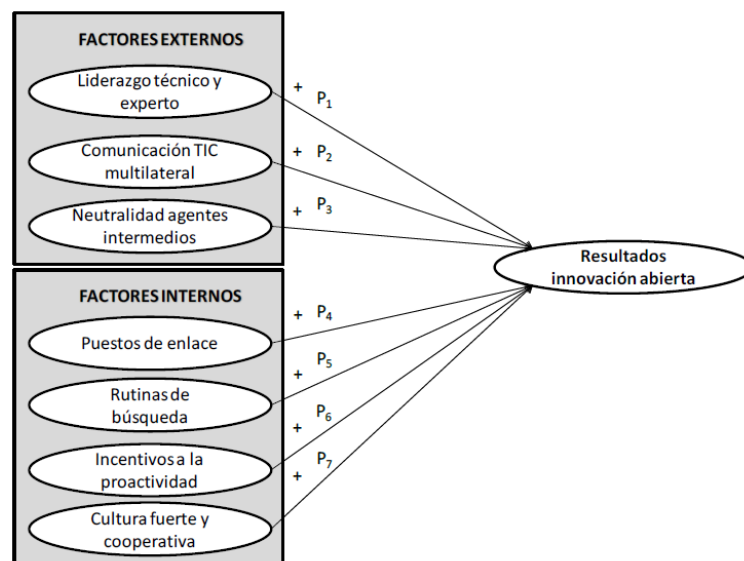 FACTORES EXTERNOS
Liderazgo técnico y
experto
+ P1
Comunicación TIC
multilateral
+ P2
Neutralidad agentes
intermedios
+ P3
Resultados
innovación abierta
FACTORES INTERNOS
Puestos de enlace
+ P4
Rutinas de
búsqueda
+ P5
Incentivos a la
proactividad
+ P6
Cultura fuerte y
cooperativa
+ P7